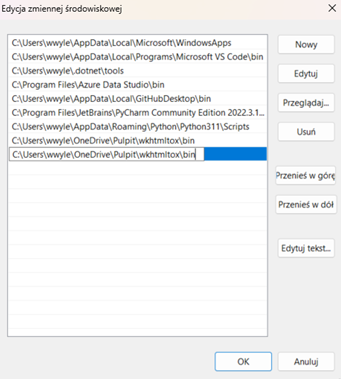 Edycja zmiennej środowiskowej
C:\Users\wwyle\AppData\Local\Microsoft\WindowsApps
C:\Users\wwyle\AppData\Local\Programs\Microsoft VS Code\bin
C:\Users\wwyle\.dotnet\tools
C:\Program Files\Azure Data Studio\bin
C:\Users\wwyle\AppData\Local\GitHubDesktop\bin
C:\Program Files\JetBrains\PyCharm Community Edition 2022.3.1...
C:\Users\wwyle\AppData\Roaming\Python\Python311\Scripts
C:\Users\wwyle\OneDrive\Pulpit\wkhtmltox\bin
C:\Users\wwyle\OneDrive\Pulpit\wkhtmltox\bin
Nowy
Edytuj
Przeglądaj...
Usuń
Przenieś w górę
Przenieś w dół
Edytuj tekst...
OK
Anuluj